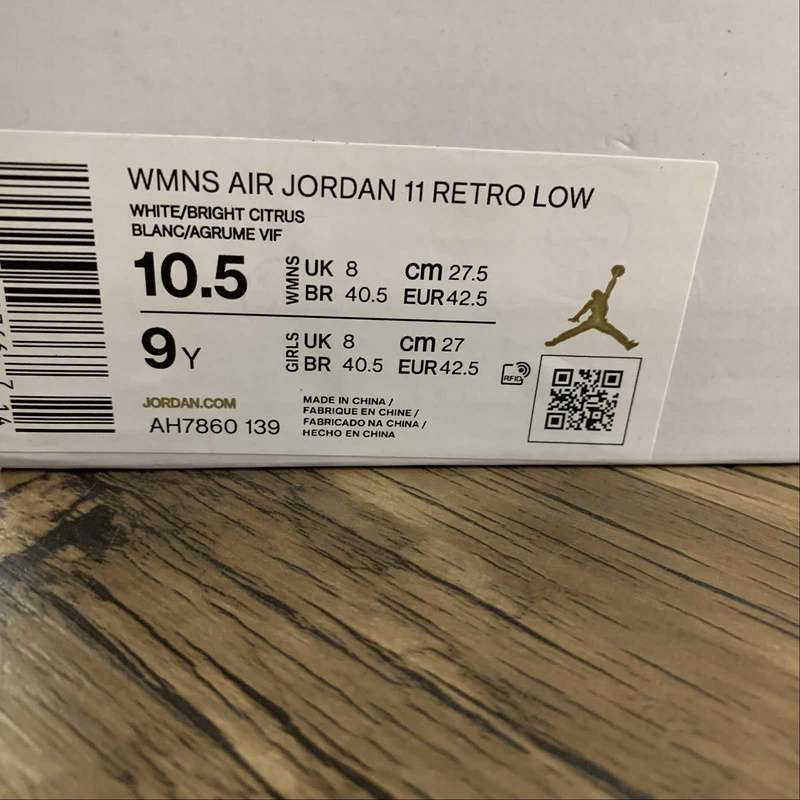 WMNS AIR JORDAN 11 RETRO LOW
WHITE/BRIGHT CITRUS
BLANC/AGRUME VIF
10.5 WMNS UK 8 cm 27.5
BR 40.5 EUR 42.5
9Y GIRLS UK 8 cm 27
BR 40.5 EUR 42.5
RFID
JORDAN.COM
AH7860 139
MADE IN CHINA /
FABRIQUE EN CHINE /
FABRICADO NA CHINA /
HECHO EN CHINA